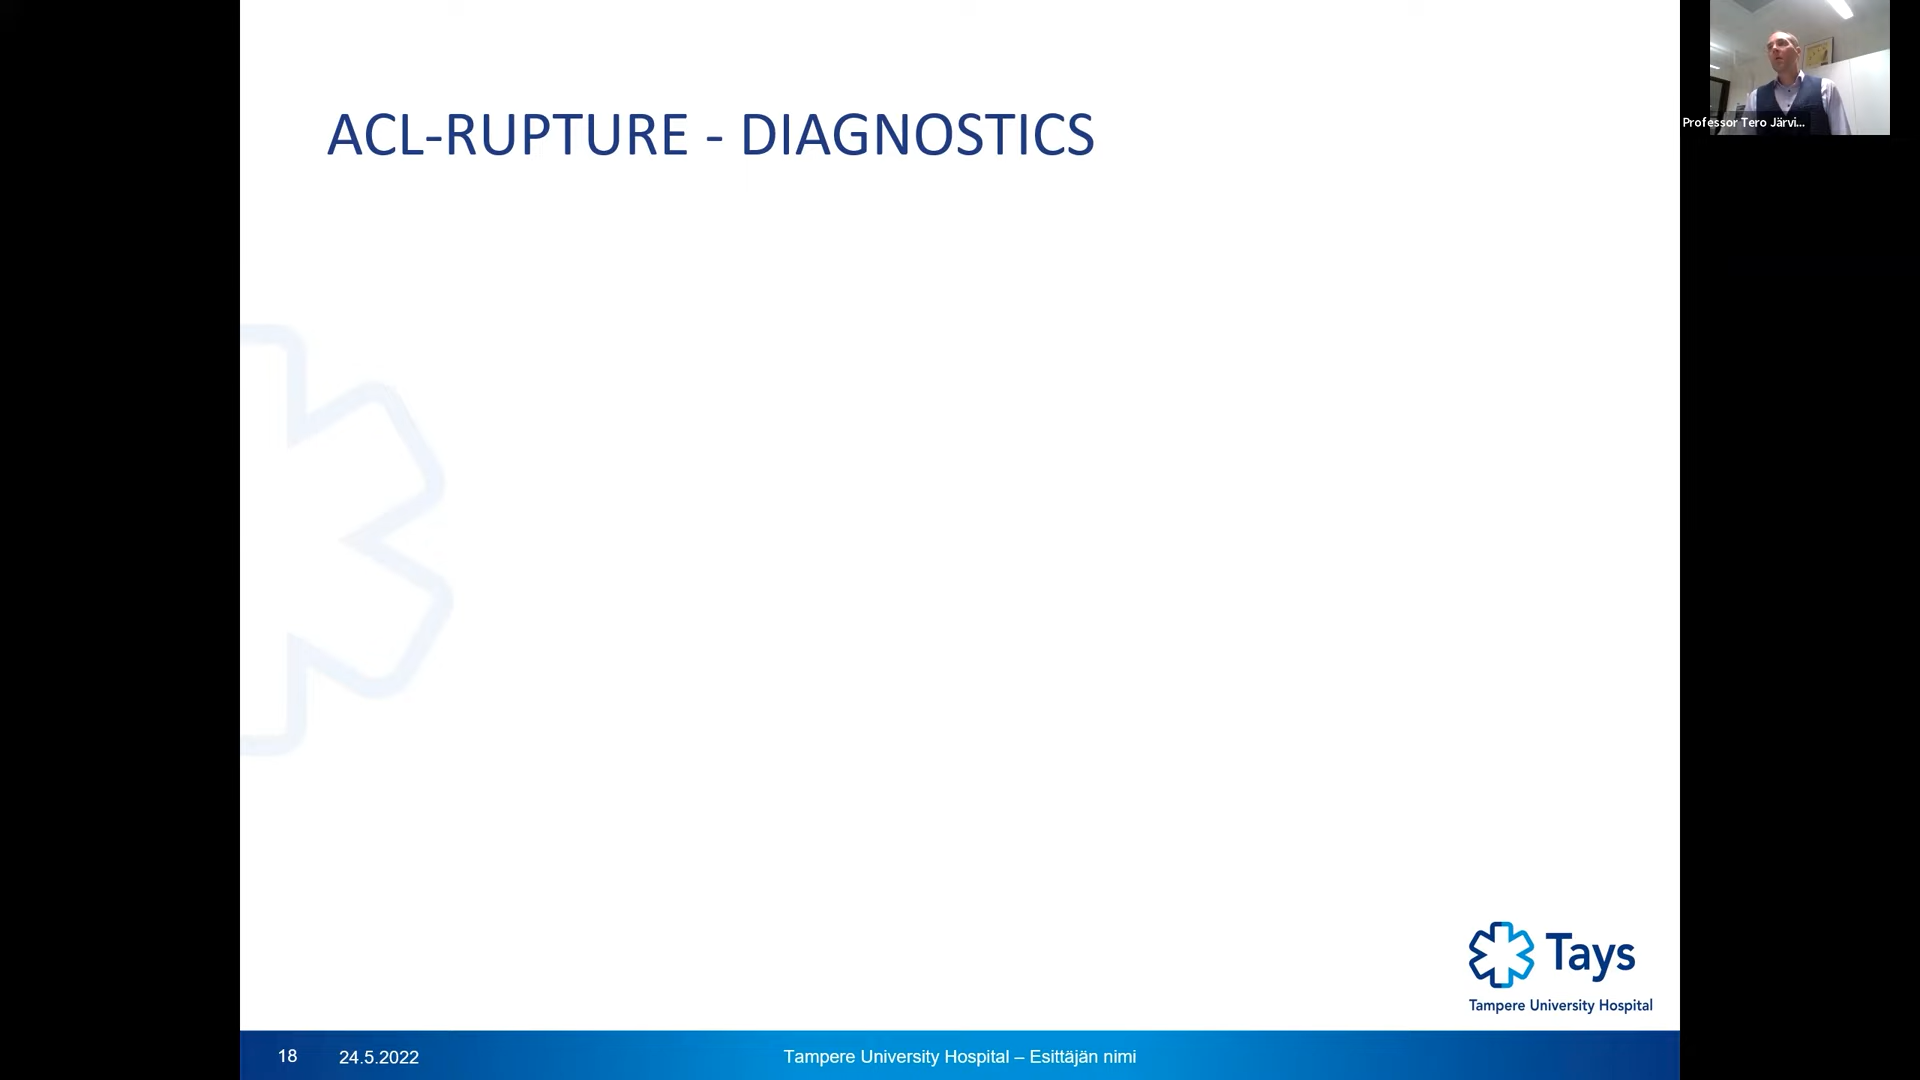 ACL-RUPTURE - DIAGNOSTICS
Professor Tero Järvi...
Tays
Tampere University Hospital
18
24.5.2022
Tampere University Hospital – Esittäjän nimi